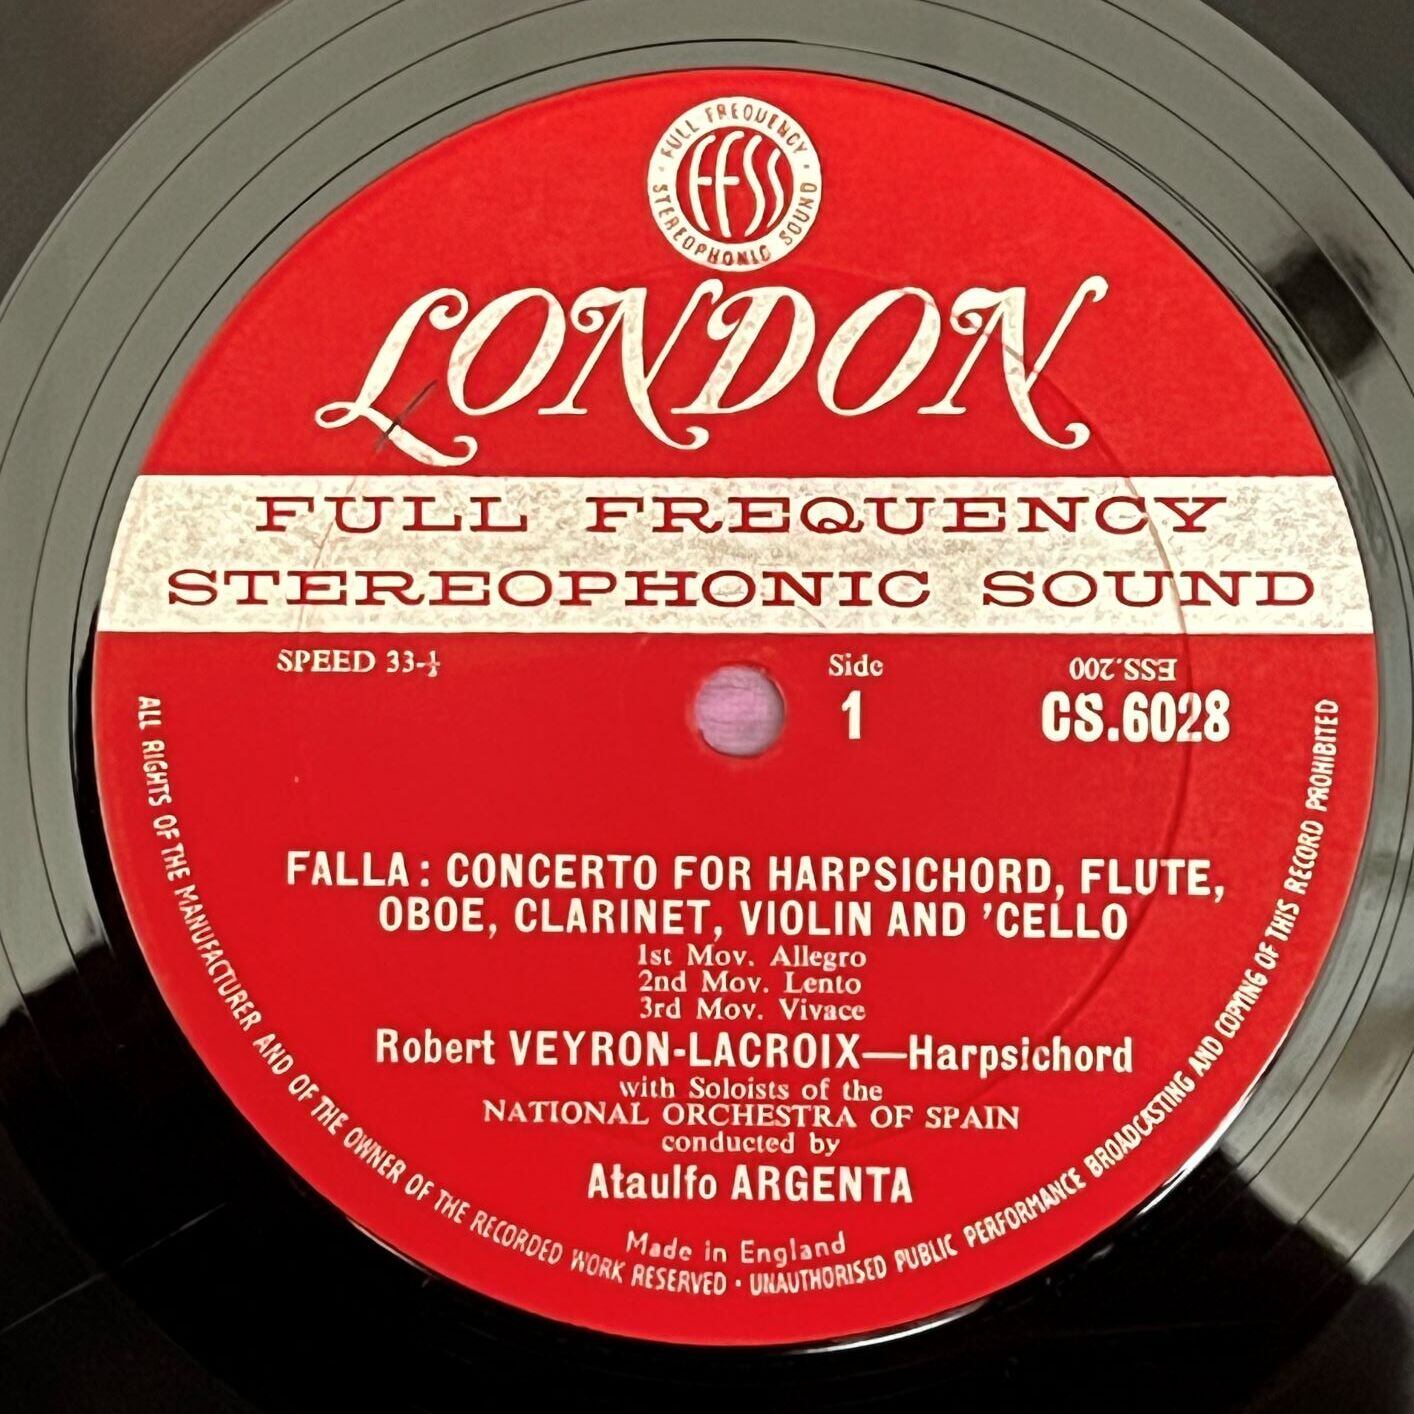 FULL FREQUENCY
ffss
STEREOPHONIC SOUND
LONDON
FULL FREQUENCY
STEREOPHONIC SOUND
SPEED 33-⅓
Side
1
ESS.200
CS.6028
FALLA : CONCERTO FOR HARPSICHORD, FLUTE,
OBOE, CLARINET, VIOLIN AND 'CELLO
1st Mov. Allegro
2nd Mov. Lento
3rd Mov. Vivace
Robert VEYRON-LACROIX—Harpsichord
with Soloists of the
NATIONAL ORCHESTRA OF SPAIN
conducted by
Ataulfo ARGENTA
Made in England
ALL RIGHTS OF THE MANUFACTURER AND OF THE OWNER OF THE RECORDED WORK RESERVED · UNAUTHORISED PUBLIC PERFORMANCE BROADCASTING AND COPYING OF THIS RECORD PROHIBITED